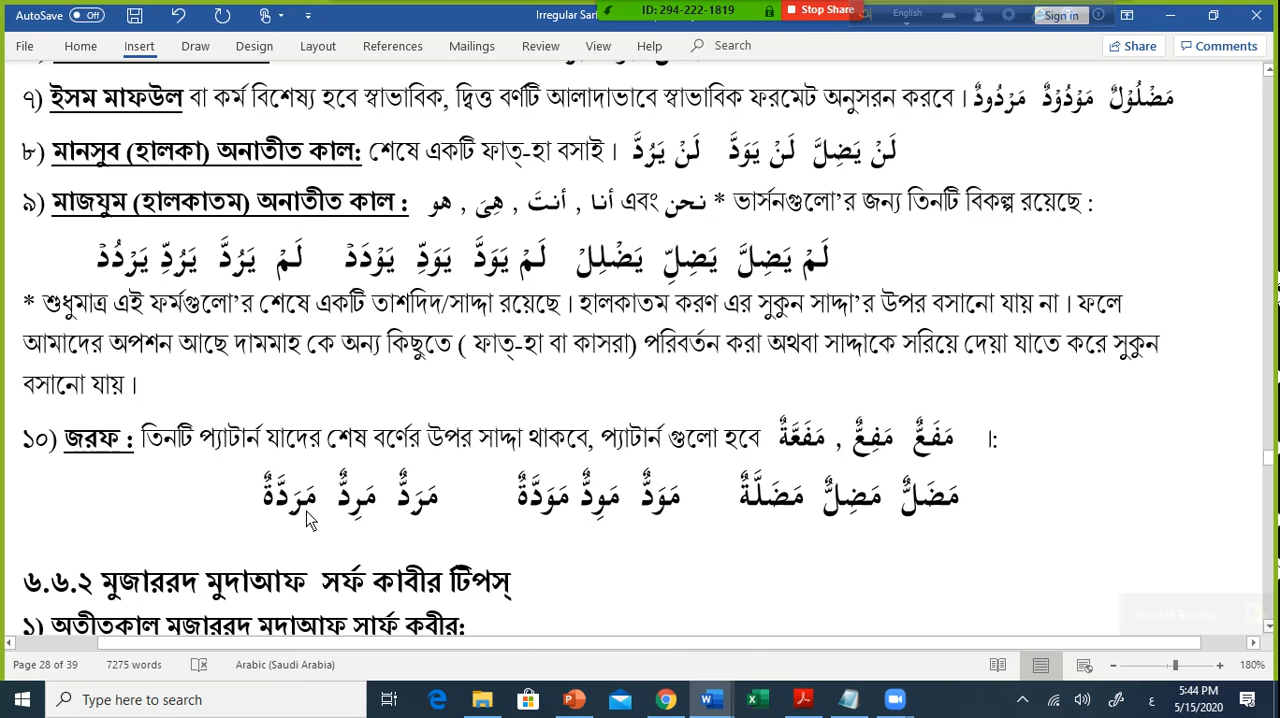 AutoSave Off
Irregular Sar
ID: 294-222-1819
Stop Share
English
Sign in
File Home Insert Draw Design Layout References Mailings Review View Help Search Share Comments
৭) ইসম মাফউল বা কর্ম বিশেষ্য হবে স্বাভাবিক, দ্বিত্ত বর্ণটি আলাদাভাবে স্বাভাবিক ফরমেট অনুসরন করবে। مَضْلُوْلٌ مَوْدُوْدٌ مَرْدُودٌ
৮) মানসুব (হালকা) অনাতীত কাল: শেষে একটি ফাত্-হা বসাই। لَنْ يَضِلَّ لَنْ يَوَدَّ لَنْ يَرُدَّ
৯) মাজযুম (হালকাতম) অনাতীত কাল : هو , هِىَ , أنتَ , أنا এবং نحن * ভার্সনগুলো'র জন্য তিনটি বিকল্প রয়েছে :
لَمْ يَضِلَّ يَضِلِّ يَضْلِلْ لَمْ يَوَدَّ يَوَدِّ يَوْدَدْ لَمْ يَرُدَّ يَرُدِّ يَرْدُدْ
* শুধুমাত্র এই ফর্মগুলো'র শেষে একটি তাশদিদ/সাদ্দা রয়েছে। হালকাতম করণ এর সুকুন সাদ্দা'র উপর বসানো যায় না। ফলে
আমাদের অপশন আছে দামমাহ কে অন্য কিছুতে ( ফাত্-হা বা কাসরা) পরিবর্তন করা অথবা সাদ্দাকে সরিয়ে দেয়া যাতে করে সুকুন
বসানো যায়।
১০) জরফ : তিনটি প্যাটার্ন যাদের শেষ বর্ণের উপর সাদ্দা থাকবে, প্যাটার্ন গুলো হবে مَفَعٌّ مَفِعٌّ , مَفَعَّةٌ ।:
مَضَلٌّ مَضِلٌّ مَضَلَّةٌ مَوَدٌّ مَوِدٌّ مَوَدَّةٌ مَرَدٌّ مَرِدٌّ مَرَدَّةٌ
৬.৬.২ মুজাররদ মুদাআফ সর্ফ কাবীর টিপস্
১) অতীতকাল মজাররদ মদাআফ সার্ফ কবীর:
Page 28 of 39 7275 words Arabic (Saudi Arabia) 180%
Type here to search
5:44 PM
5/15/2020